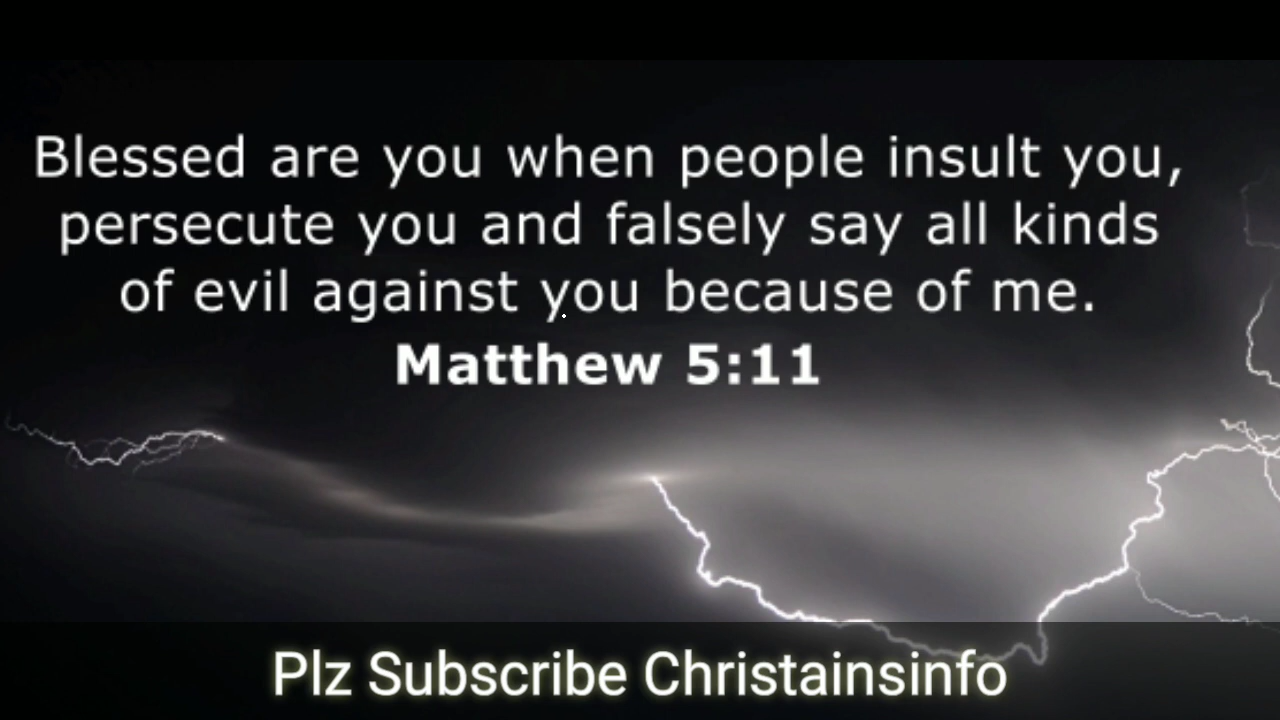 Blessed are you when people insult you,
persecute you and falsely say all kinds
of evil against you because of me.
Matthew 5:11
Plz Subscribe Christainsinfo